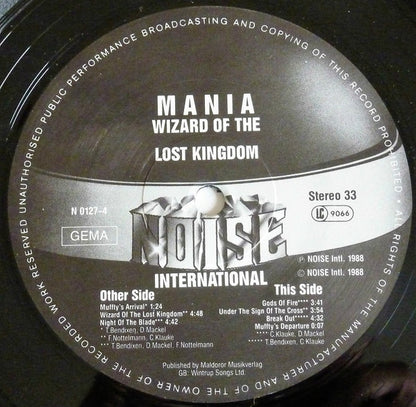 UNAUTHORISED PUBLIC PERFORMANCE BROADCASTING AND COPYING OF THIS RECORD PROHIBITED • ALL RIGHTS OF THE MANUFACTURER AND OF THE OWNER OF THE RECORDED WORK RESERVED
MANIA
WIZARD OF THE
LOST KINGDOM
N 0127-4
GEMA
Stereo 33
LC 9066
NOISE
INTERNATIONAL
℗ NOISE Intl. 1988
© NOISE Intl. 1988
Other Side
Muffty's Arrival* 1:24
Wizard Of The Lost Kingdom** 4:48
Night Of The Blade*** 4:42
* T. Bendixen, D. Mackel
** F. Nottelmann, C. Klauke
*** T. Bendixen, D. Mackel, F. Nottelmann
This Side
Gods Of Fire**** 3:41
Under The Sign Of The Cross** 3:54
Break Out***** 4:32
Muffty's Departure 0:07
**** C. Klauke, D. Mackel
***** T. Bendixen, C. Klauke
Published by Maldoror Musikverlag
GB: Wintrup Songs Ltd.